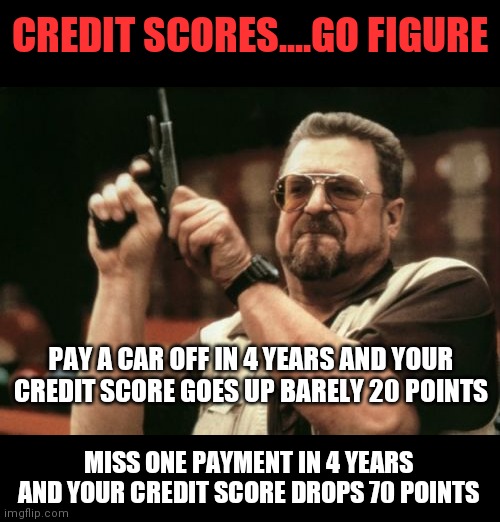 CREDIT SCORES....GO FIGURE
PAY A CAR OFF IN 4 YEARS AND YOUR
CREDIT SCORE GOES UP BARELY 20 POINTS
MISS ONE PAYMENT IN 4 YEARS
AND YOUR CREDIT SCORE DROPS 70 POINTS
imgflip.com